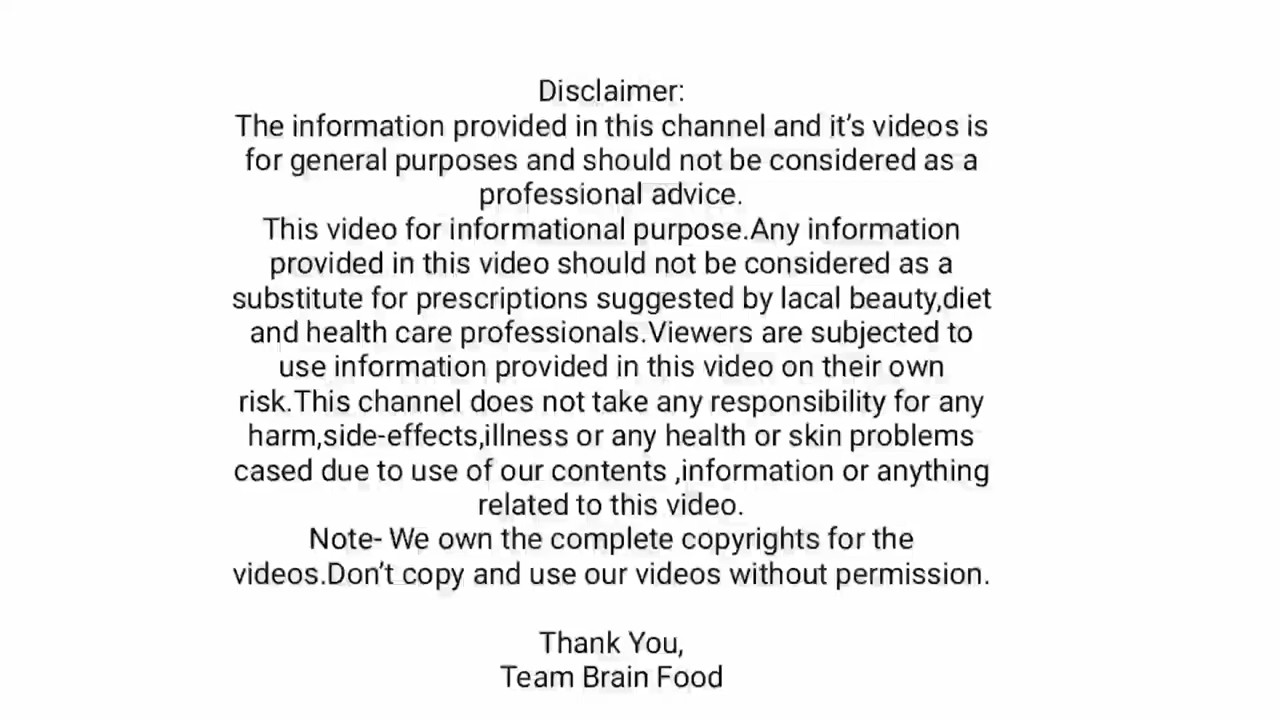 Disclaimer:
The information provided in this channel and it's videos is
for general purposes and should not be considered as a
professional advice.
This video for informational purpose.Any information
provided in this video should not be considered as a
substitute for prescriptions suggested by lacal beauty,diet
and health care professionals.Viewers are subjected to
use information provided in this video on their own
risk.This channel does not take any responsibility for any
harm,side-effects,illness or any health or skin problems
cased due to use of our contents ,information or anything
related to this video.
Note- We own the complete copyrights for the
videos.Don't copy and use our videos without permission.
Thank You,
Team Brain Food